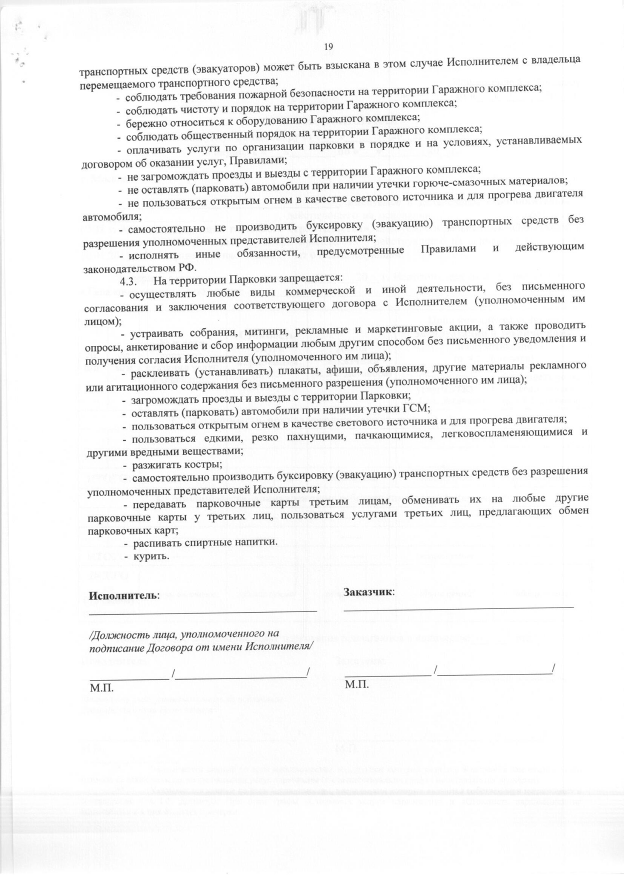 19
транспортных средств (эвакуаторов) может быть взыскана в этом случае Исполнителем с владельца
перемещаемого транспортного средства;
- соблюдать требования пожарной безопасности на территории Гаражного комплекса;
- соблюдать чистоту и порядок на территории Гаражного комплекса;
- бережно относиться к оборудованию Гаражного комплекса;
- соблюдать общественный порядок на территории Гаражного комплекса;
- оплачивать услуги по организации парковки в порядке и на условиях, устанавливаемых
договором об оказании услуг, Правилами;
- не загромождать проезды и выезды с территории Гаражного комплекса;
- не оставлять (парковать) автомобили при наличии утечки горюче-смазочных материалов;
- не пользоваться открытым огнем в качестве светового источника и для прогрева двигателя
автомобиля;
- самостоятельно не производить буксировку (эвакуацию) транспортных средств без
разрешения уполномоченных представителей Исполнителя;
- исполнять иные обязанности, предусмотренные Правилами и действующим
законодательством РФ.
4.3. На территории Парковки запрещается:
- осуществлять любые виды коммерческой и иной деятельности, без письменного
согласования и заключения соответствующего договора с Исполнителем (уполномоченным им
лицом);
- устраивать собрания, митинги, рекламные и маркетинговые акции, а также проводить
опросы, анкетирование и сбор информации любым другим способом без письменного уведомления и
получения согласия Исполнителя (уполномоченного им лица);
- расклеивать (устанавливать) плакаты, афиши, объявления, другие материалы рекламного
или агитационного содержания без письменного разрешения (уполномоченного им лица);
- загромождать проезды и выезды с территории Парковки;
- оставлять (парковать) автомобили при наличии утечки ГСМ;
- пользоваться открытым огнем в качестве светового источника и для прогрева двигателя;
- пользоваться едкими, резко пахнущими, пачкающимися, легковоспламеняющимися и
другими вредными веществами;
- разжигать костры;
- самостоятельно производить буксировку (эвакуацию) транспортных средств без разрешения
уполномоченных представителей Исполнителя;
- передавать парковочные карты третьим лицам, обменивать их на любые другие
парковочные карты у третьих лиц, пользоваться услугами третьих лиц, предлагающих обмен
парковочных карт;
- распивать спиртные напитки.
- курить.
Исполнитель: Заказчик:
/Должность лица, уполномоченного на
подписание Договора от имени Исполнителя/
____________ /____________________/ _____________ /_________________/
М.П. М.П.